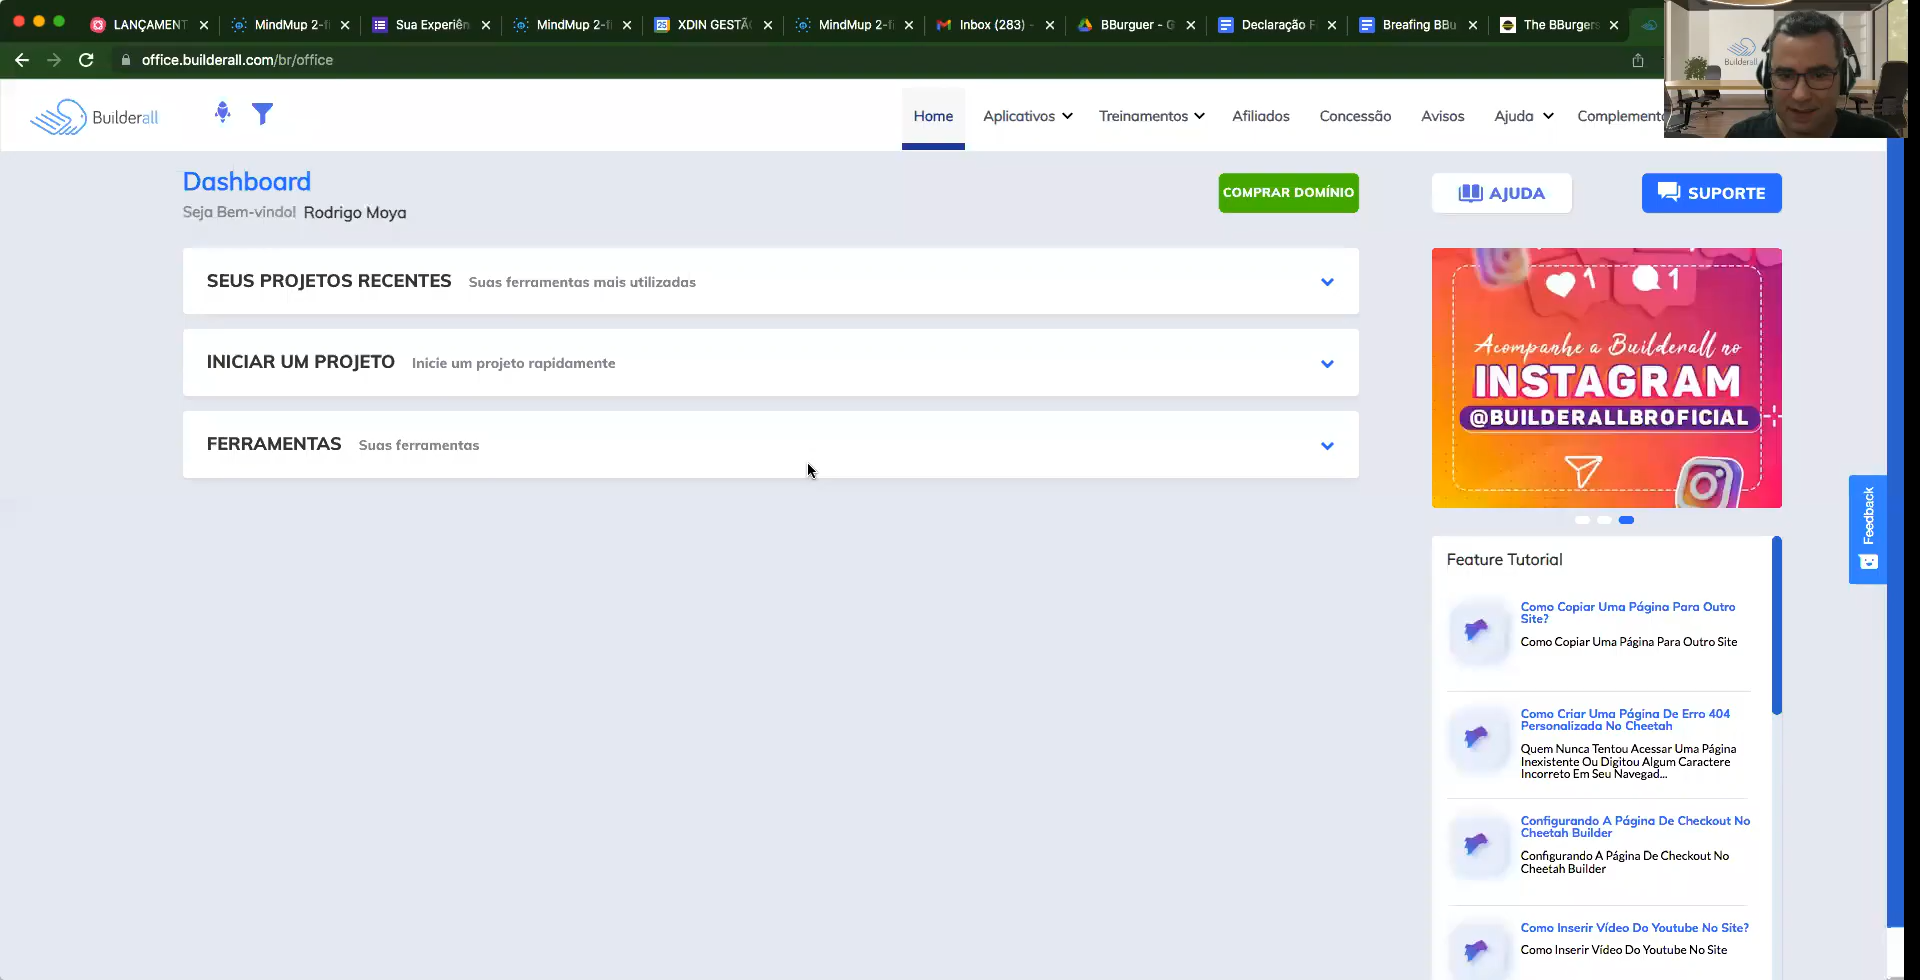 LANÇAMENT
MindMup 2-
Sua Experiên
MindMup 2-
XDIN GESTÃ
MindMup 2-
Inbox (283) -
BBurguer - G
Declaração F
Breafing BBu
The BBurgers
office.builderall.com/br/office
Builderall
Home
Aplicativos
Treinamentos
Afiliados
Concessão
Avisos
Ajuda
Complemento
Builderall
Dashboard
Seja Bem-vindo! Rodrigo Moya
COMPRAR DOMÍNIO
AJUDA
SUPORTE
SEUS PROJETOS RECENTES Suas ferramentas mais utilizadas
INICIAR UM PROJETO Inicie um projeto rapidamente
FERRAMENTAS Suas ferramentas
1 1
Acompanhe a Builderall no
INSTAGRAM
@BUILDERALLBROFICIAL
Feedback
Feature Tutorial
Como Copiar Uma Página Para Outro
Site?
Como Copiar Uma Página Para Outro Site
Como Criar Uma Página De Erro 404
Personalizada No Cheetah
Quem Nunca Tentou Acessar Uma Página
Inexistente Ou Digitou Algum Caractere
Incorreto Em Seu Navegad...
Configurando A Página De Checkout No
Cheetah Builder
Configurando A Página De Checkout No
Cheetah Builder
Como Inserir Vídeo Do Youtube No Site?
Como Inserir Vídeo Do Youtube No Site